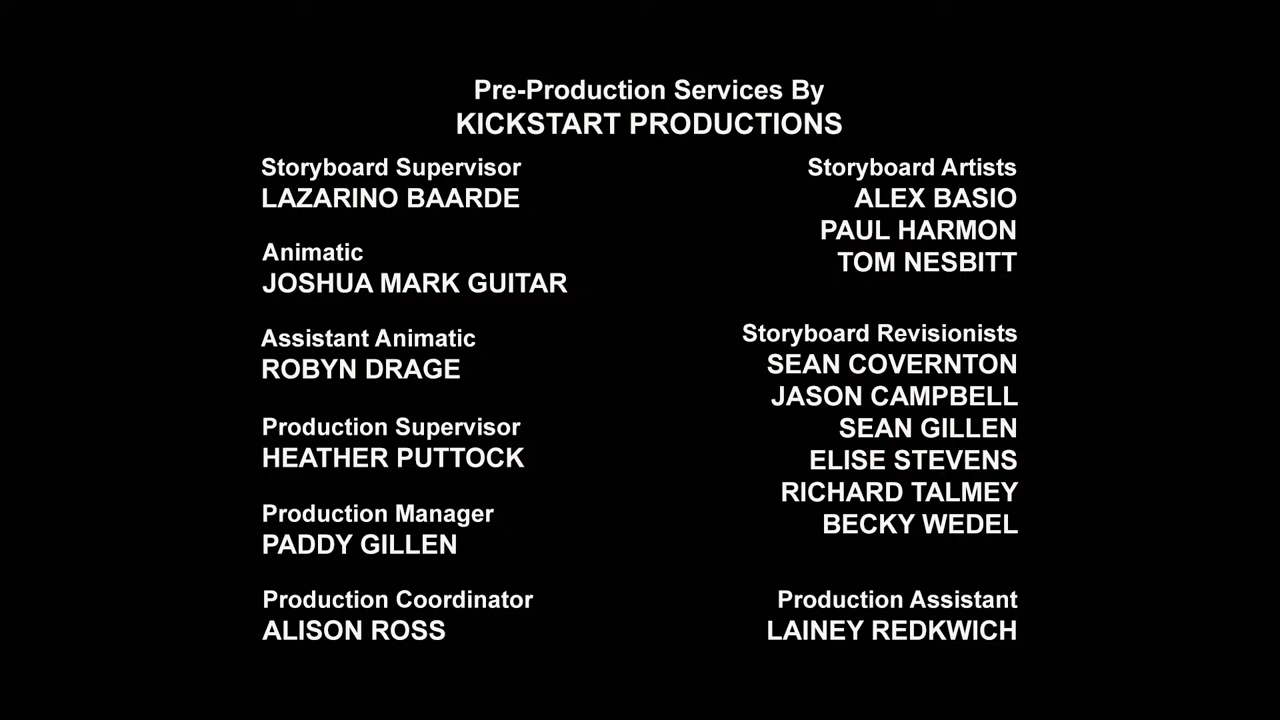 Pre-Production Services By
KICKSTART PRODUCTIONS
Storyboard Supervisor
LAZARINO BAARDE
Animatic
JOSHUA MARK GUITAR
Assistant Animatic
ROBYN DRAGE
Production Supervisor
HEATHER PUTTOCK
Production Manager
PADDY GILLEN
Production Coordinator
ALISON ROSS
Storyboard Artists
ALEX BASIO
PAUL HARMON
TOM NESBITT
Storyboard Revisionists
SEAN COVERNTON
JASON CAMPBELL
SEAN GILLEN
ELISE STEVENS
RICHARD TALMEY
BECKY WEDEL
Production Assistant
LAINEY REDKWICH